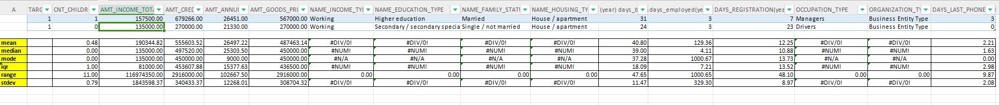 A TARG CNT_CHILDR AMT_INCOME_TOTA AMT_CRED AMT_ANNUI AMT_GOODS_PRI NAME_INCOME_TYI NAME_EDUCATION_TYPE NAME_FAMILY_STATI NAME_HOUSING_TY (year) days_b days_employed(ye DAYS_REGISTRATION(yea OCCUPATION_TYPE ORGANIZATION_TY DAYS_LAST_PHONE
1 1 157500.00 679266.00 26451.00 567000.00 Working Higher education Married House / apartment 31 3 7 Managers Business Entity Type 3
1 0 135000.00 270000.00 21330.00 270000.00 Working Secondary / secondary specia Single / not married House / apartment 24 3 23 Drivers Business Entity Type 0
mean 0.48 190344.82 555603.52 26497.22 487463.14 #DIV/0! #DIV/0! #DIV/0! #DIV/0! 40.80 129.36 12.25 #DIV/0! #DIV/0! 2.21
median 0.00 135000.00 497520.00 25303.50 450000.00 #NUM! #NUM! #NUM! #NUM! 39.00 4.11 10.88 #NUM! #NUM! 1.63
mode 0.00 135000.00 450000.00 9000.00 450000.00 #N/A #N/A #N/A #N/A 37.28 1000.67 13.73 #N/A #N/A 0.00
iqr 1.00 81000.00 453607.88 15377.63 436500.00 #NUM! #NUM! #NUM! #NUM! 18.09 7.21 13.52 #NUM! #NUM! 2.98
range 11.00 116974350.00 2916000.00 102667.50 2916000.00 0.00 0.00 0.00 0.00 47.65 1000.65 48.10 0.00 0.00 9.87
stdev 0.79 1843598.37 340433.37 12268.01 308704.32 #DIV/0! #DIV/0! #DIV/0! #DIV/0! 11.47 329.30 8.97 #DIV/0! #DIV/0! 2.08